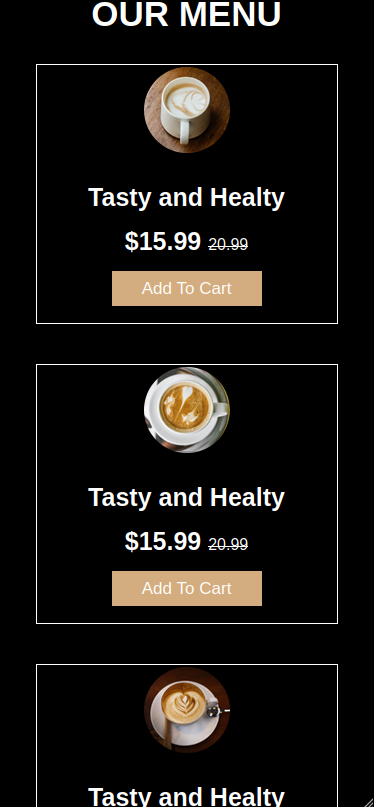 OUR MENU
Tasty and Healty
$15.99 20.99
Add To Cart
Tasty and Healty
$15.99 20.99
Add To Cart
Tasty and Healty